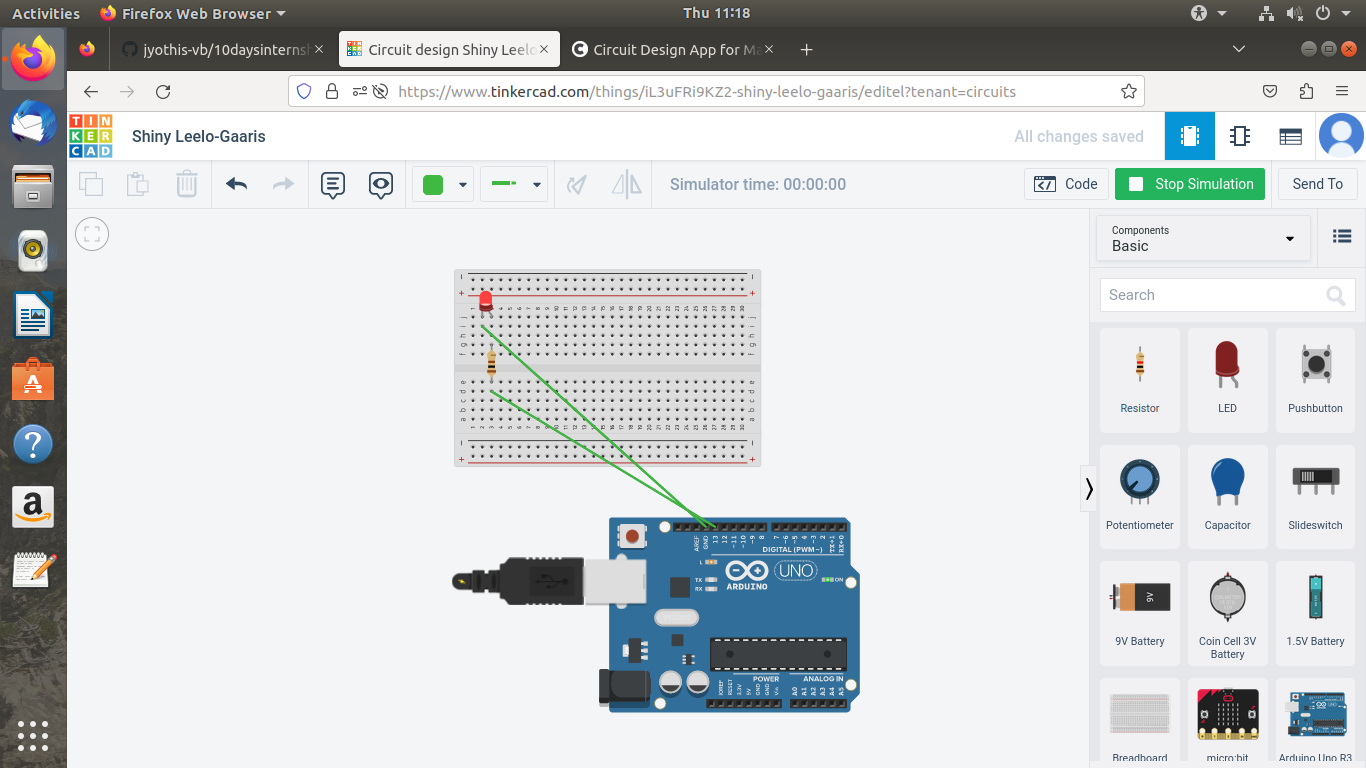 Activities
Firefox Web Browser
Thu 11:18
jyothis-vb/10daysinternsh
Circuit design Shiny Leelo
Circuit Design App for Ma
https://www.tinkercad.com/things/iL3uFRi9KZ2-shiny-leelo-gaaris/editel?tenant=circuits
TIN
KER
CAD
Shiny Leelo-Gaaris
All changes saved
Simulator time: 00:00:00
Code
Stop Simulation
Send To
Components
Basic
Search
Resistor
LED
Pushbutton
Potentiometer
Capacitor
Slideswitch
9V
9V Battery
Coin Cell 3V
Battery
1.5V Battery
Breadboard
micro:bit
Arduino Uno R3
AREF
GND
13
12
~11
~10
~9
8
7
~6
~5
4
~3
2
TX→1
RX←0
DIGITAL (PWM~)
L
TX
RX
UNO
ARDUINO
ON
POWER
ANALOG IN
IOREF
RESET
3.3V
5V
GND
GND
Vin
A0
A1
A2
A3
A4
A5
a